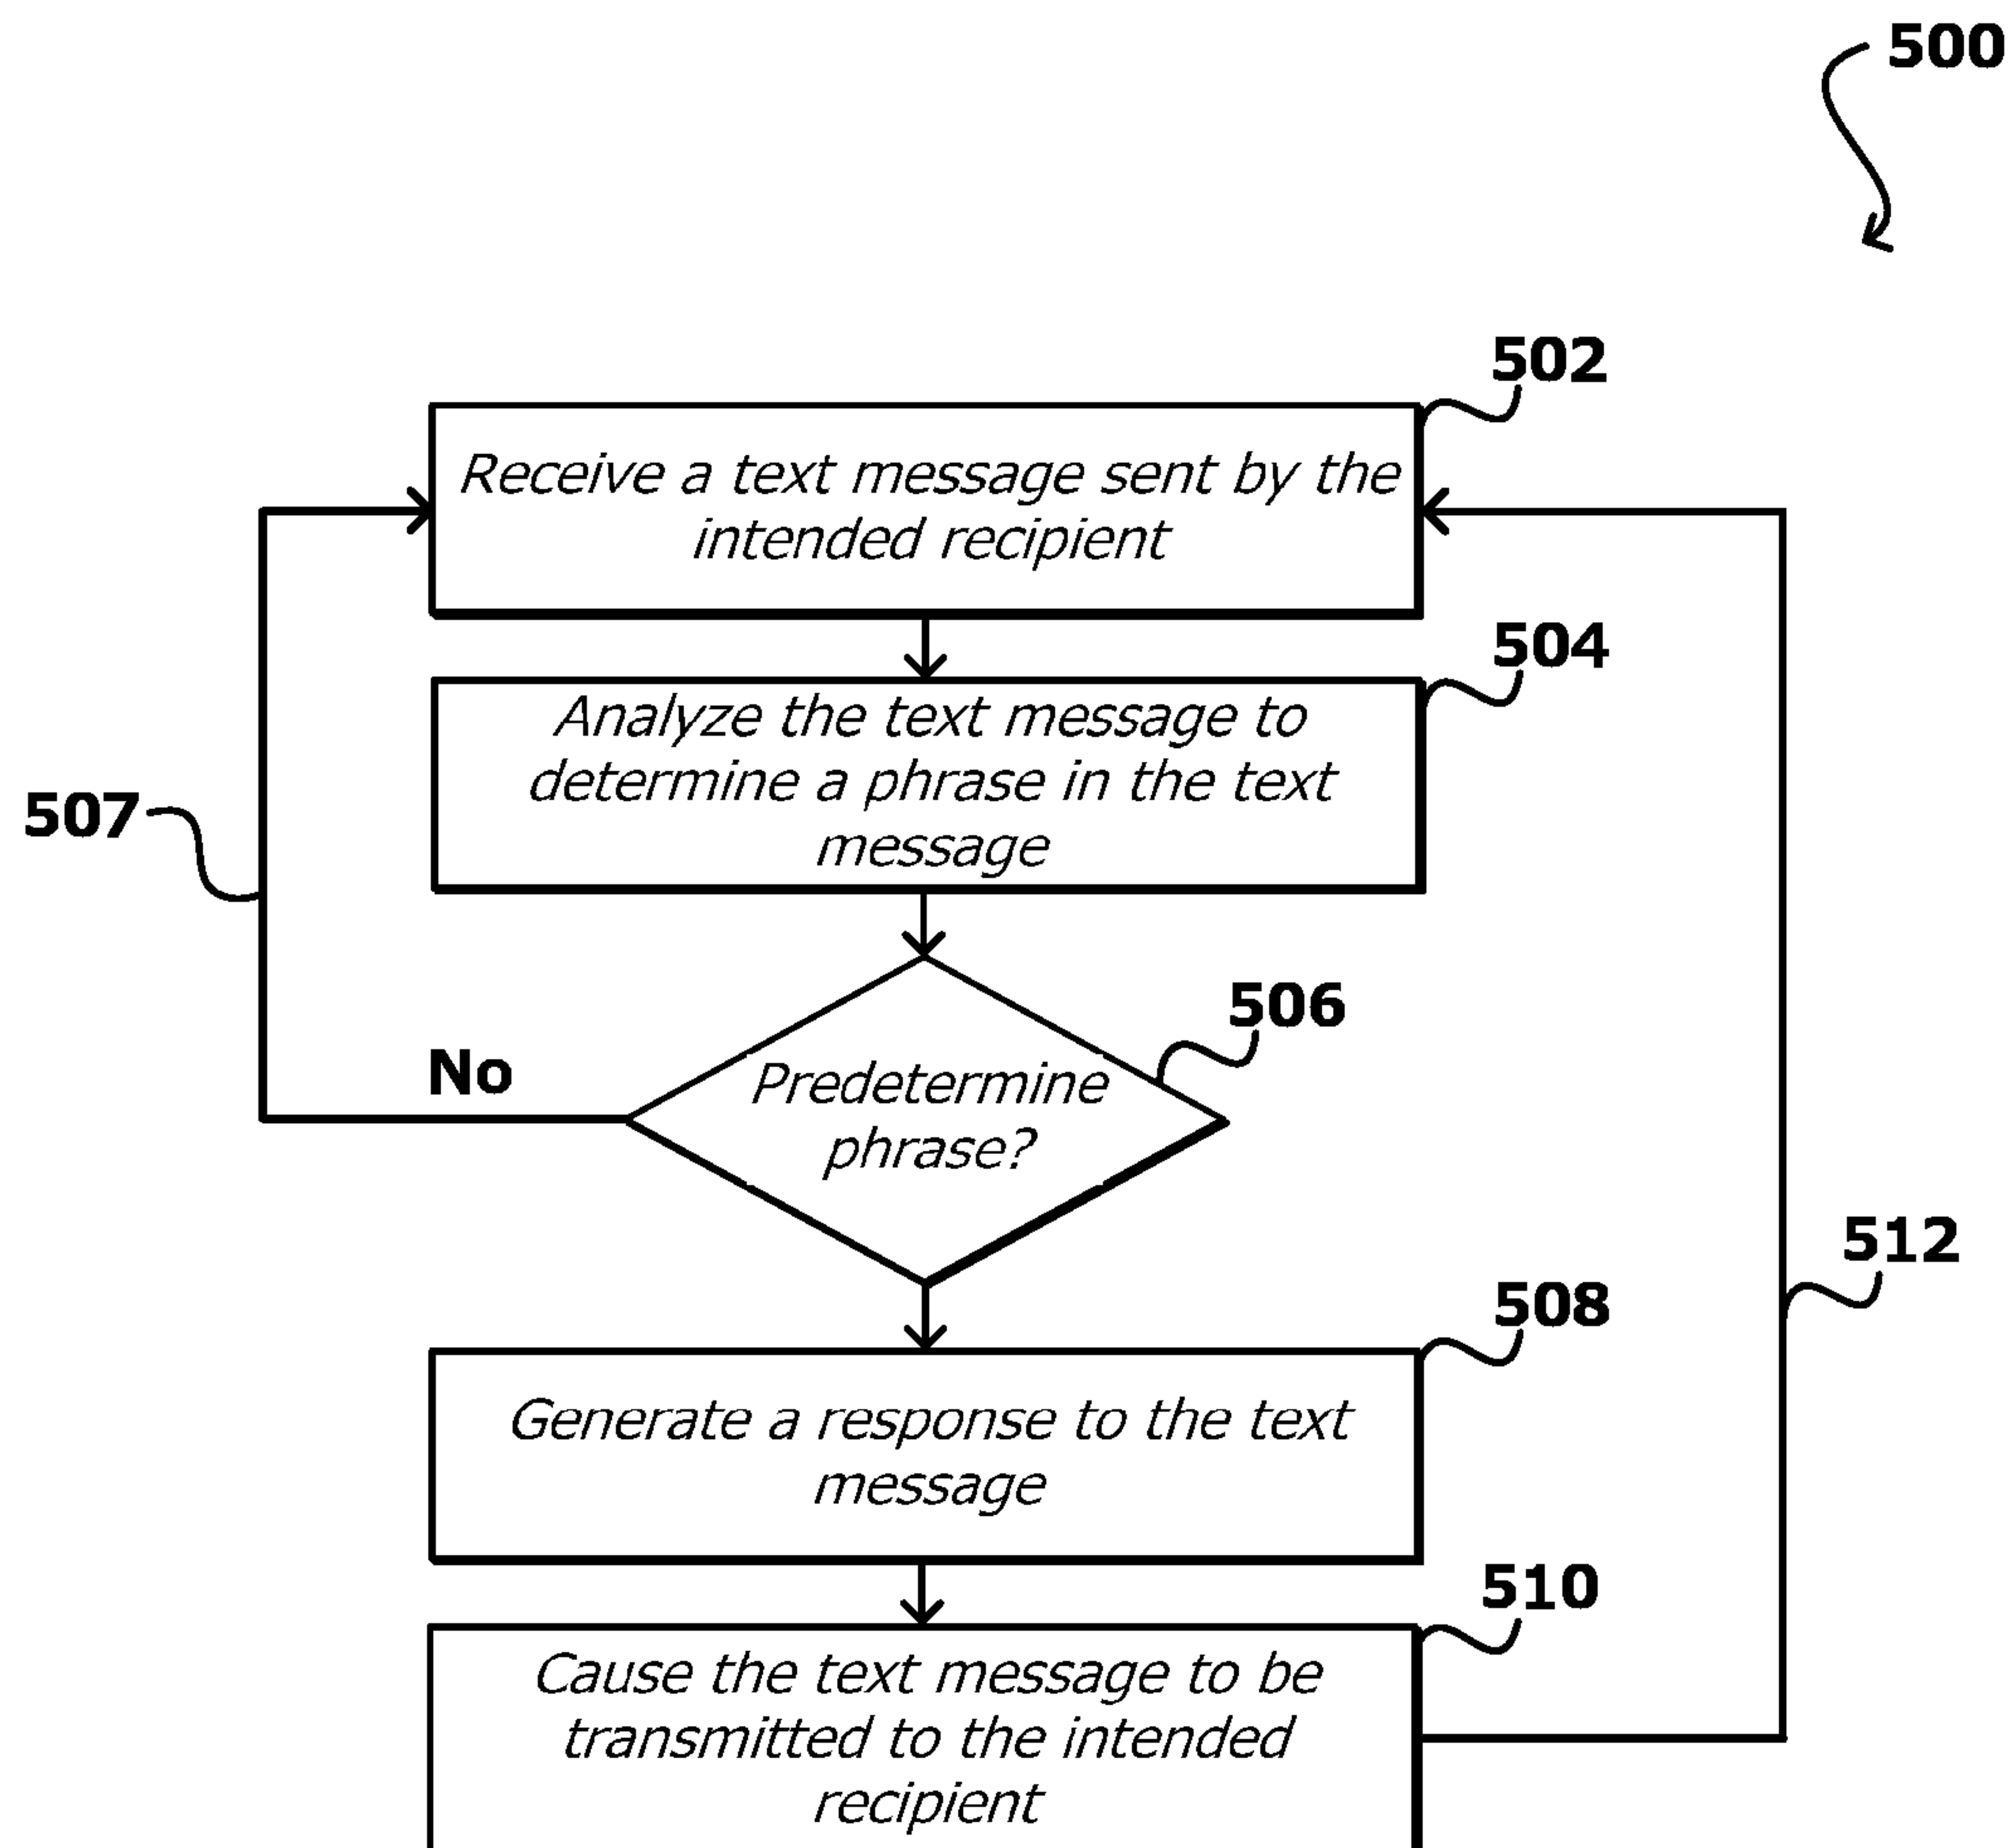 500
502
Receive a text message sent by the
intended recipient
504
Analyze the text message to
determine a phrase in the text
message
507
506
No
Predetermine
phrase?
512
508
Generate a response to the text
message
510
Cause the text message to be
transmitted to the intended
recipient